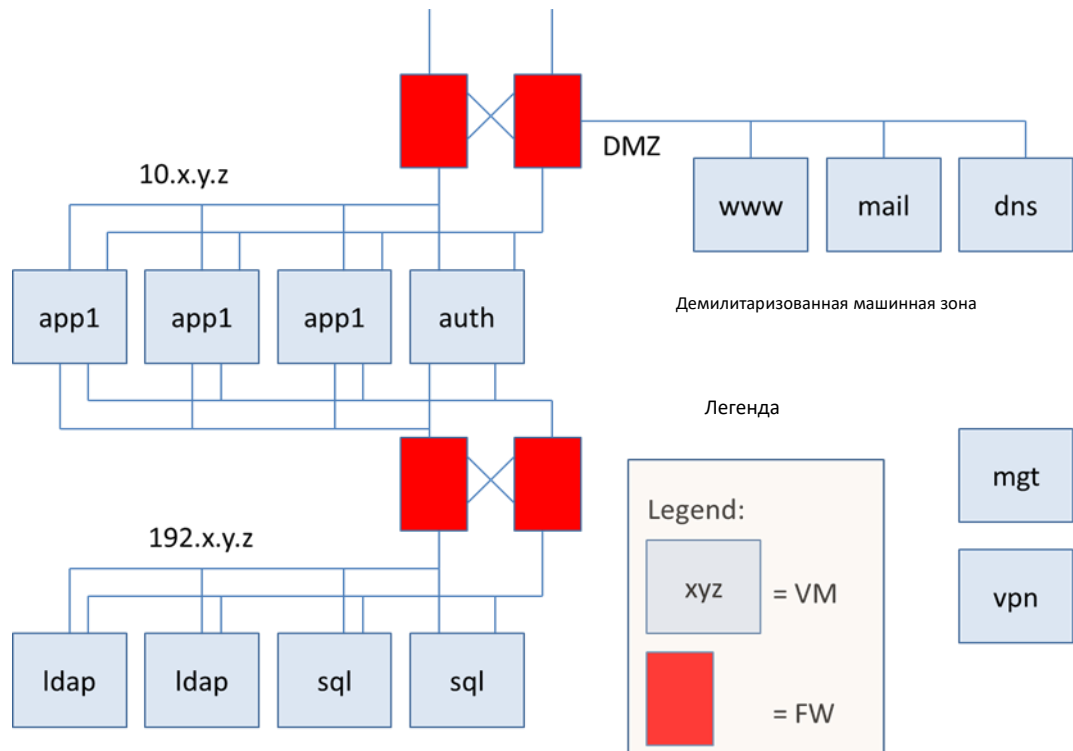 DMZ
10.x.y.z
www
mail
dns
app1
app1
app1
auth
Демилитаризованная машинная зона
Легенда
Legend:
xyz
= VM
= FW
mgt
vpn
192.x.y.z
ldap
ldap
sql
sql